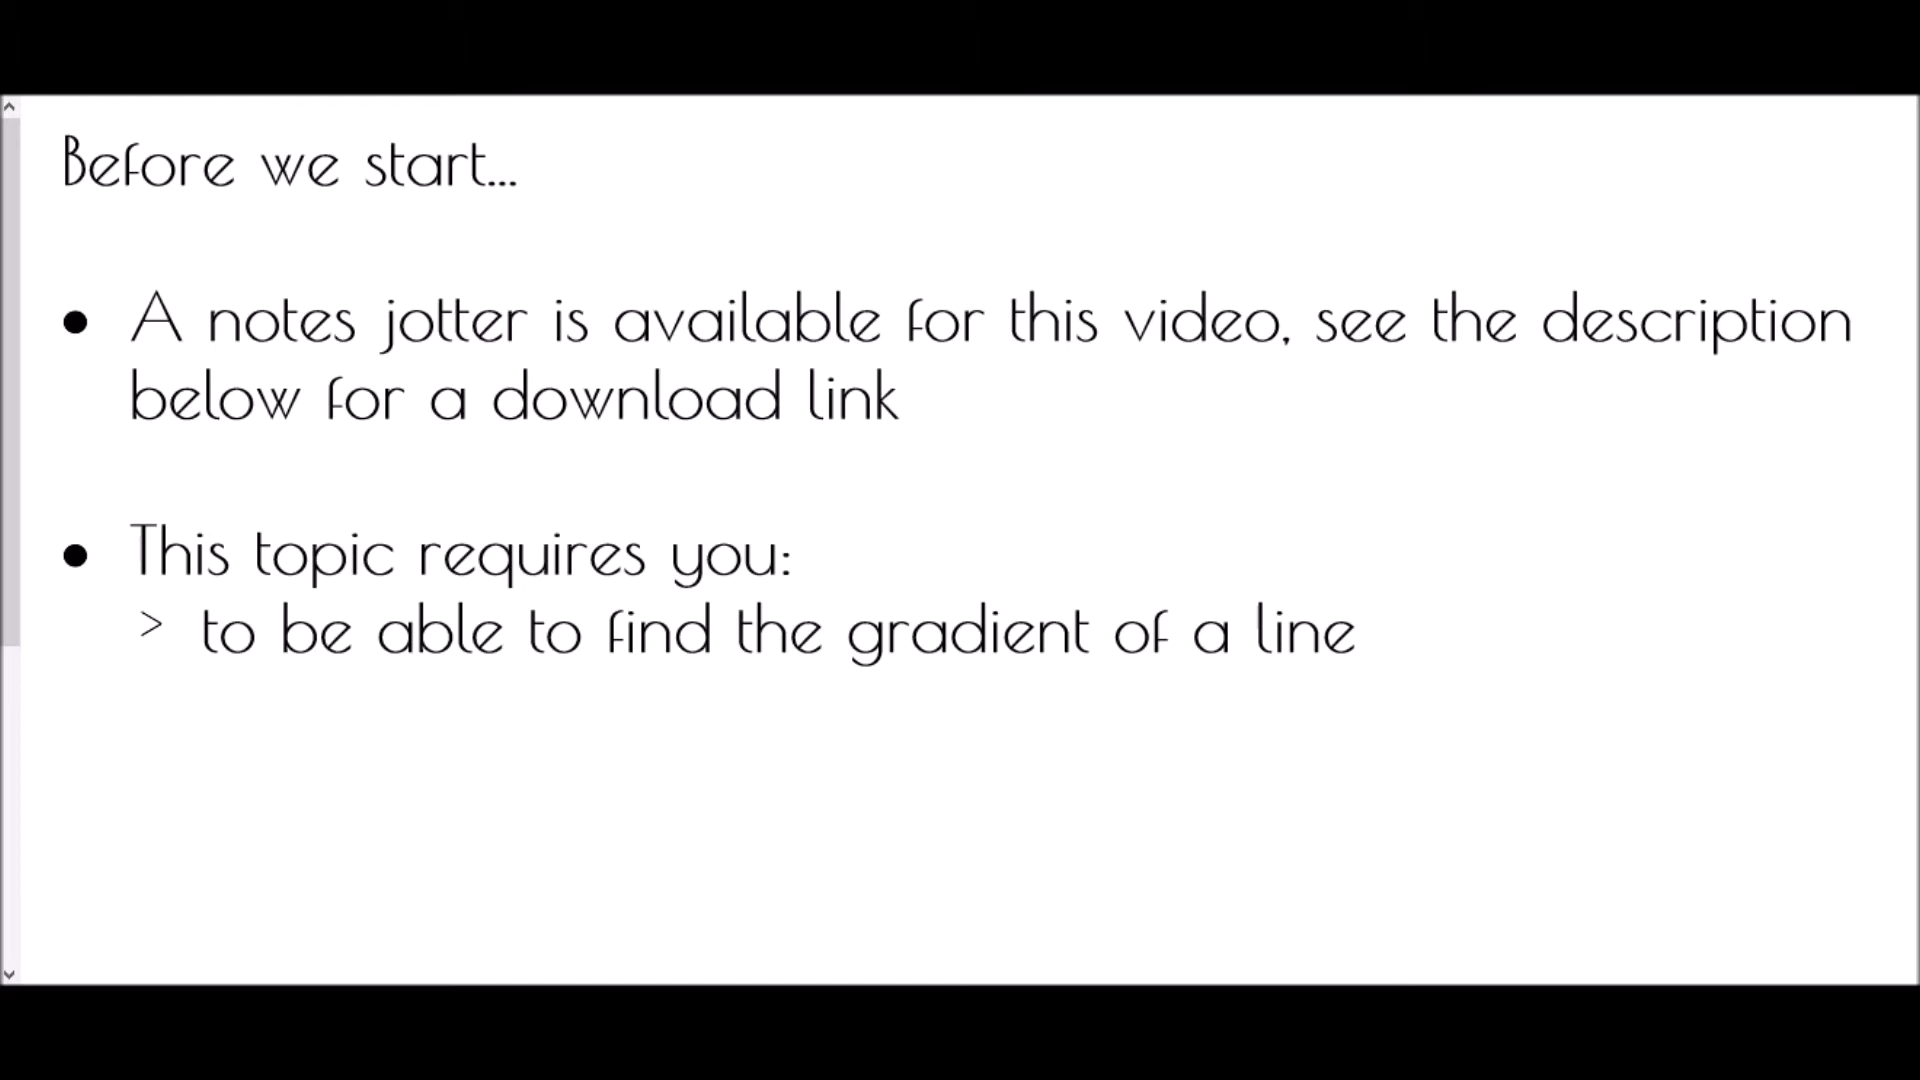 Before we start...
● A notes jotter is available for this video, see the description
below for a download link
● This topic requires you:
> to be able to find the gradient of a line